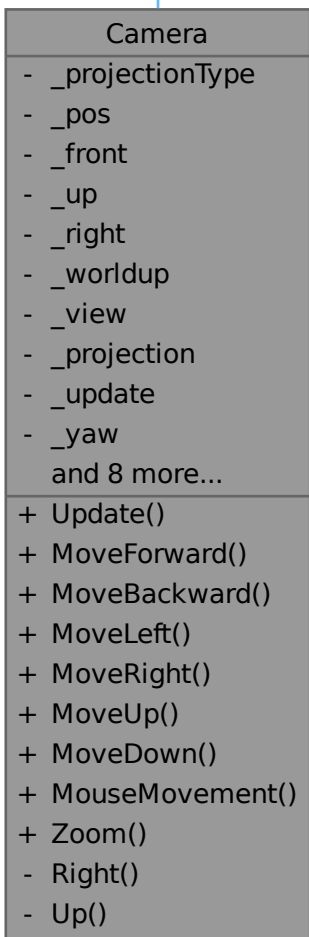 Camera
- _projectionType
- _pos
- _front
- _up
- _right
- _worldup
- _view
- _projection
- _update
- _yaw
and 8 more...
+ Update()
+ MoveForward()
+ MoveBackward()
+ MoveLeft()
+ MoveRight()
+ MoveUp()
+ MoveDown()
+ MouseMovement()
+ Zoom()
- Right()
- Up()